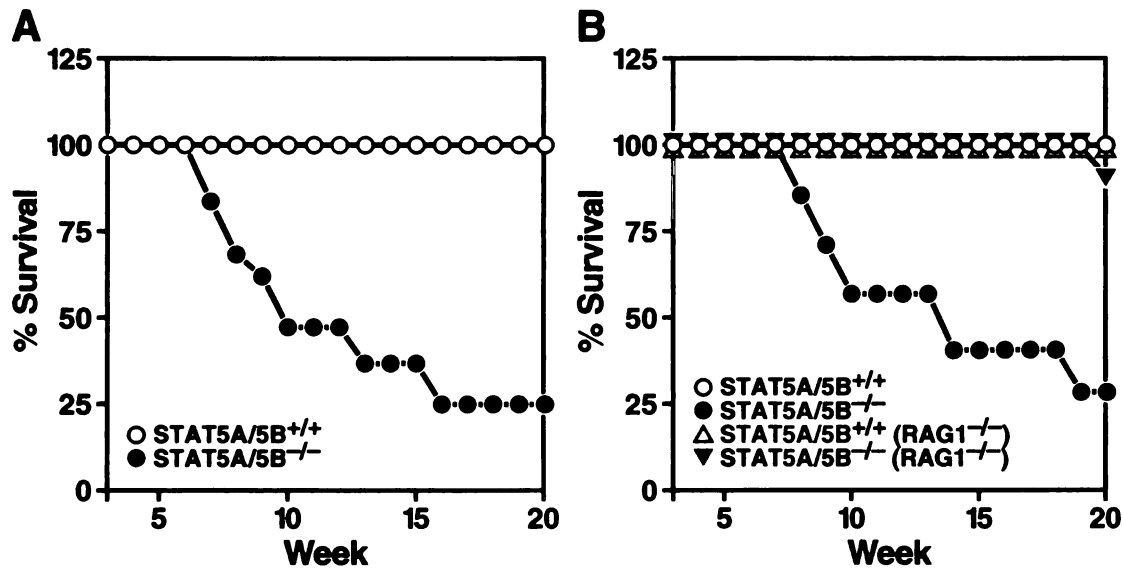 A
125
100
75
50
25
0
% Survival
STAT5A/5B+/+
STAT5A/5B−/−
5
10
15
20
Week
B
125
100
75
50
25
0
% Survival
STAT5A/5B+/+
STAT5A/5B−/−
STAT5A/5B+/+ (RAG1−/−)
STAT5A/5B−/− (RAG1−/−)
5
10
15
20
Week